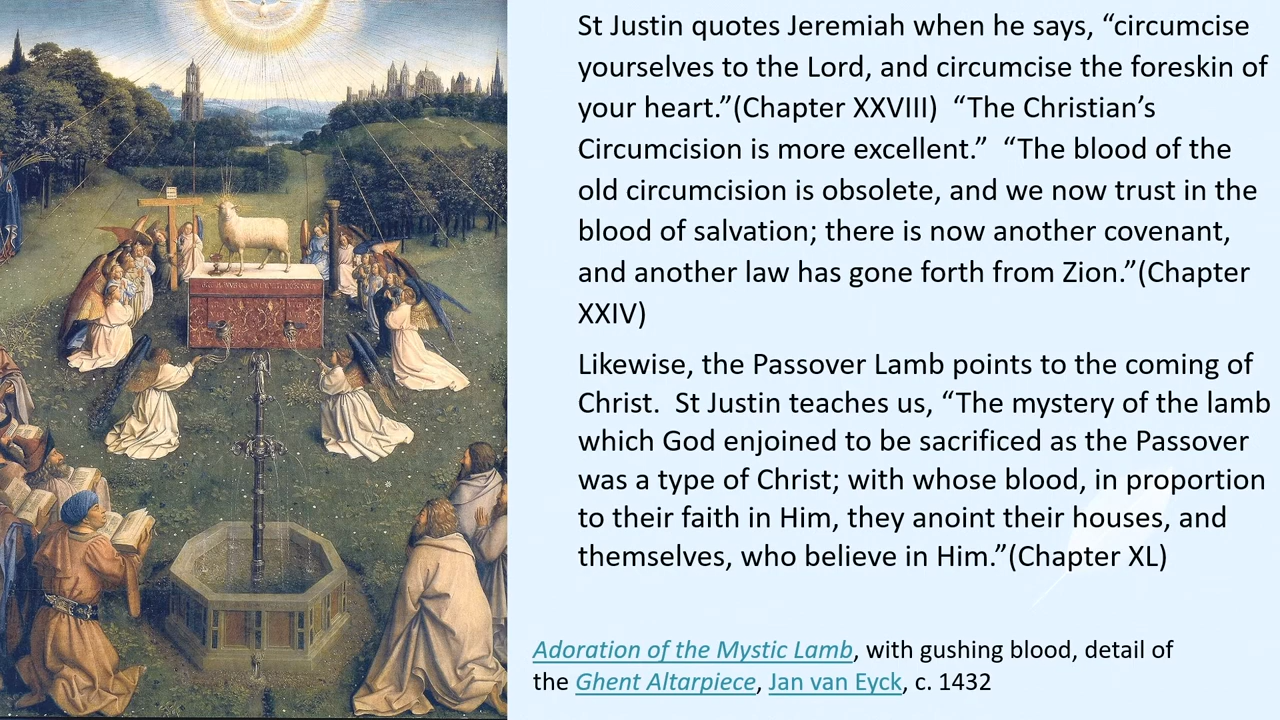 St Justin quotes Jeremiah when he says, “circumcise
yourselves to the Lord, and circumcise the foreskin of
your heart.”(Chapter XXVIII)  “The Christian’s
Circumcision is more excellent.”  “The blood of the
old circumcision is obsolete, and we now trust in the
blood of salvation; there is now another covenant,
and another law has gone forth from Zion.”(Chapter
XXIV)
Likewise, the Passover Lamb points to the coming of
Christ.  St Justin teaches us, “The mystery of the lamb
which God enjoined to be sacrificed as the Passover
was a type of Christ; with whose blood, in proportion
to their faith in Him, they anoint their houses, and
themselves, who believe in Him.”(Chapter XL)
Adoration of the Mystic Lamb, with gushing blood, detail of
the Ghent Altarpiece, Jan van Eyck, c. 1432